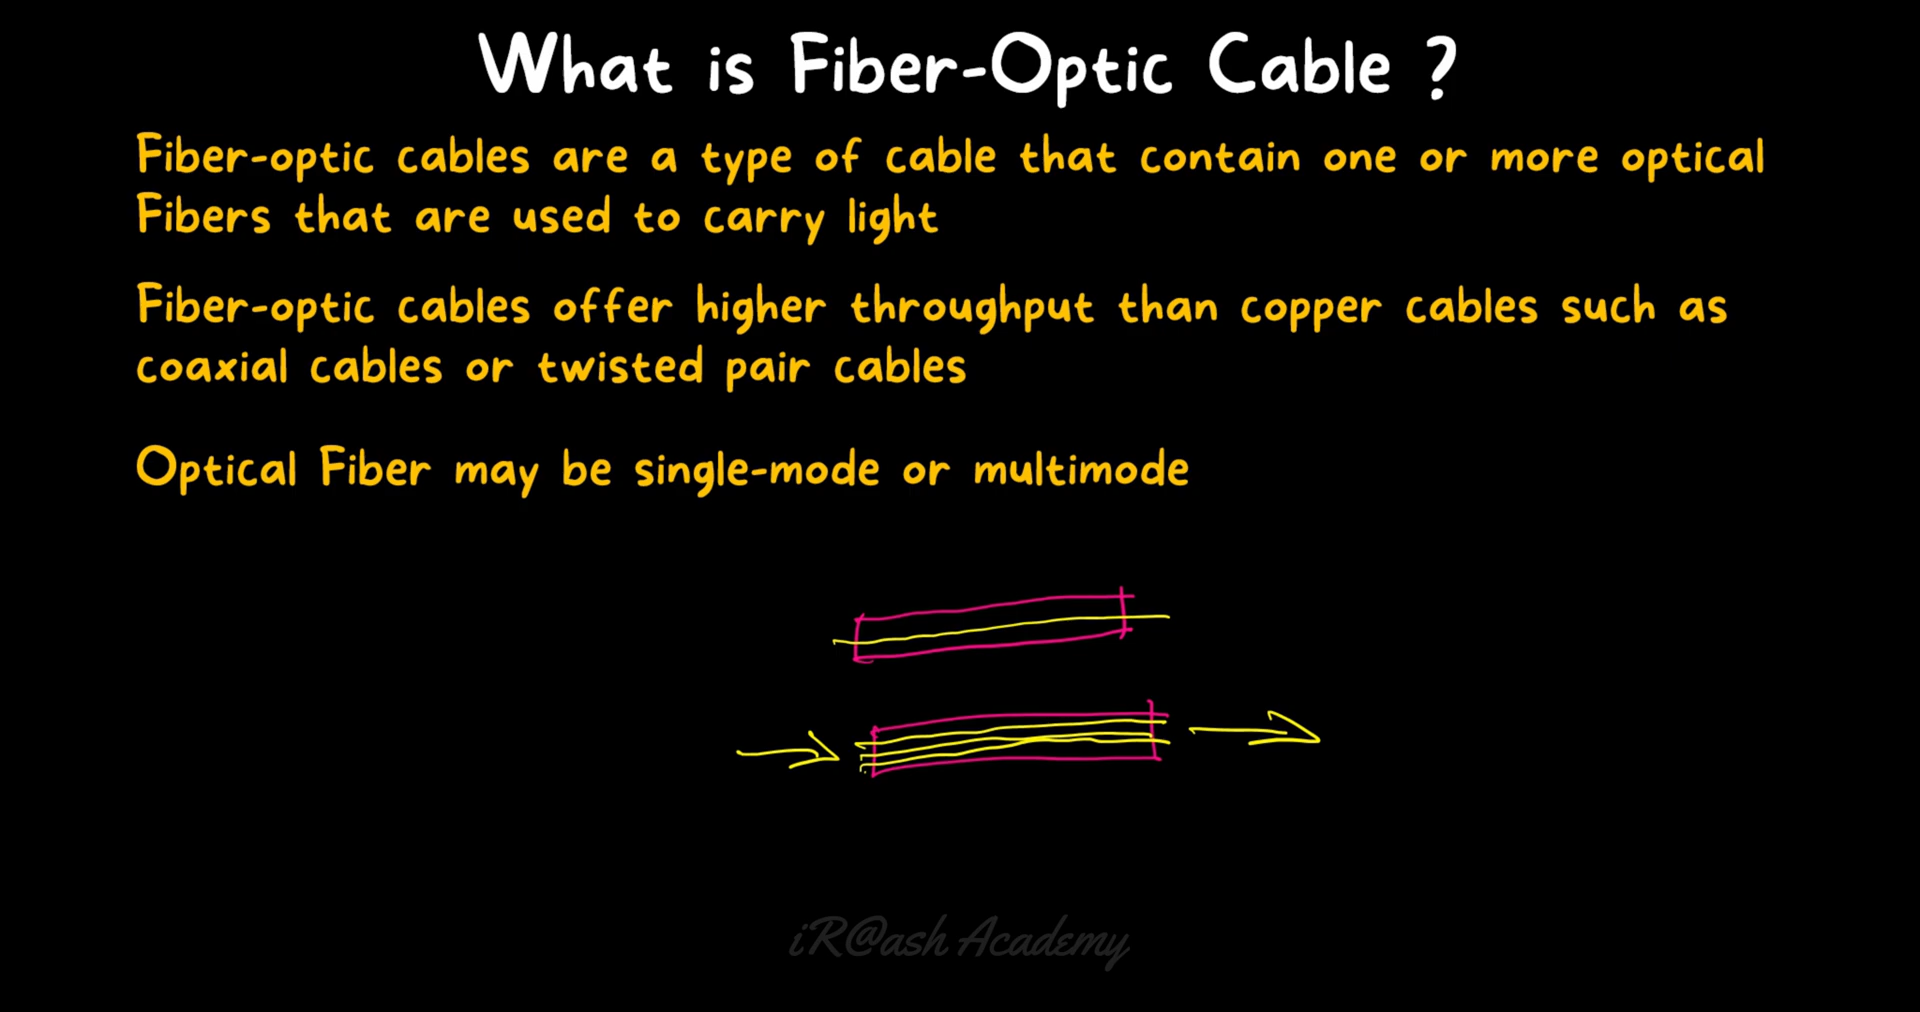 What is Fiber-Optic Cable ?
Fiber-optic cables are a type of cable that contain one or more optical
Fibers that are used to carry light
Fiber-optic cables offer higher throughput than copper cables such as
coaxial cables or twisted pair cables
Optical Fiber may be single-mode or multimode
iR@ash Academy